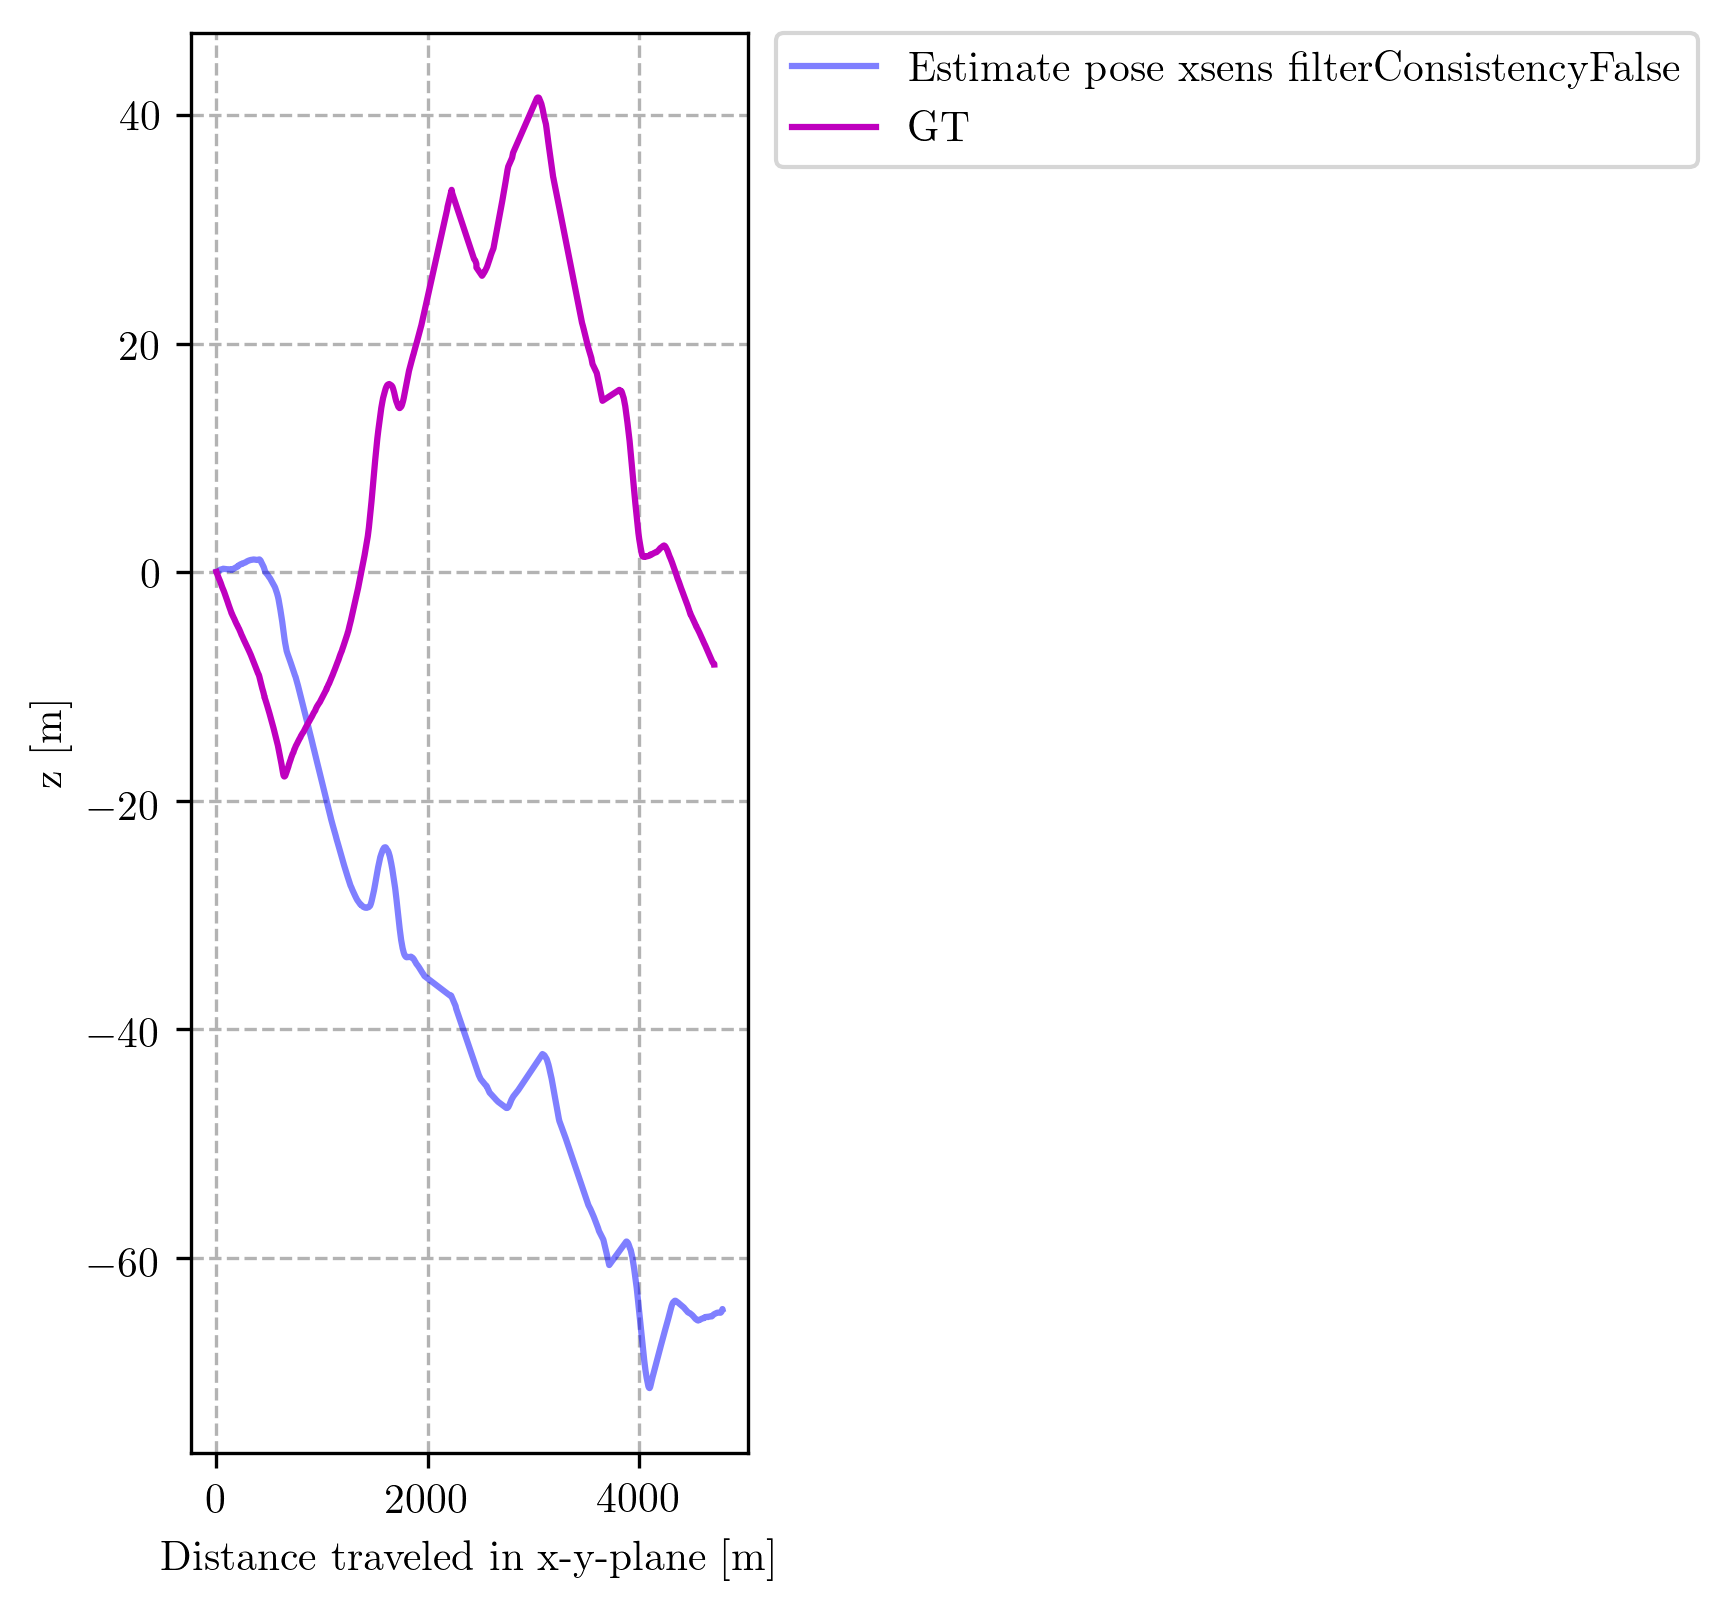 Estimate pose xsens filterConsistencyFalse
GT
40
20
0
−20
−40
−60
z [m]
0 2000 4000
Distance traveled in x-y-plane [m]